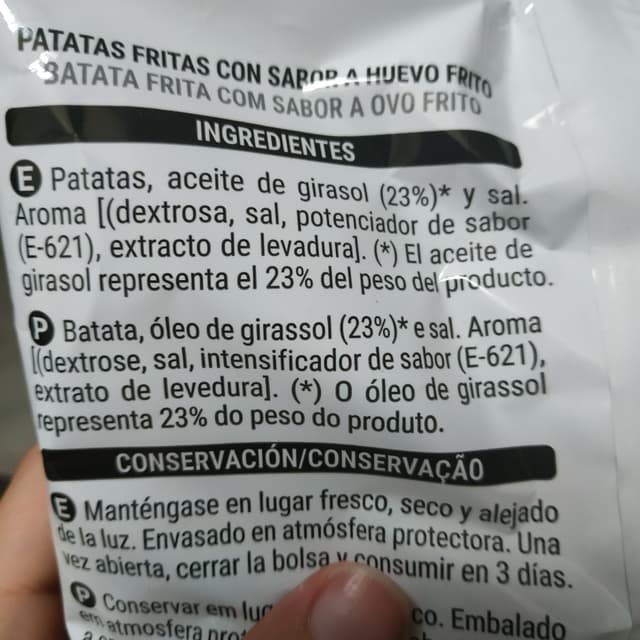 PATATAS FRITAS CON SABOR A HUEVO FRITO
BATATA FRITA COM SABOR A OVO FRITO
INGREDIENTES
E Patatas, aceite de girasol (23%)* y sal.
Aroma [(dextrosa, sal, potenciador de sabor
(E-621), extracto de levadura]. (*) El aceite de
girasol representa el 23% del peso del producto.
P Batata, óleo de girassol (23%)* e sal. Aroma
[(dextrose, sal, intensificador de sabor (E-621),
extrato de levedura]. (*) O óleo de girassol
representa 23% do peso do produto.
CONSERVACIÓN/CONSERVAÇÃO
E Manténgase en lugar fresco, seco y alejado
de la luz. Envasado en atmósfera protectora. Una
vez abierta, cerrar la bolsa y consumir en 3 días.
P Conservar em co. Embalado
em atmosfera